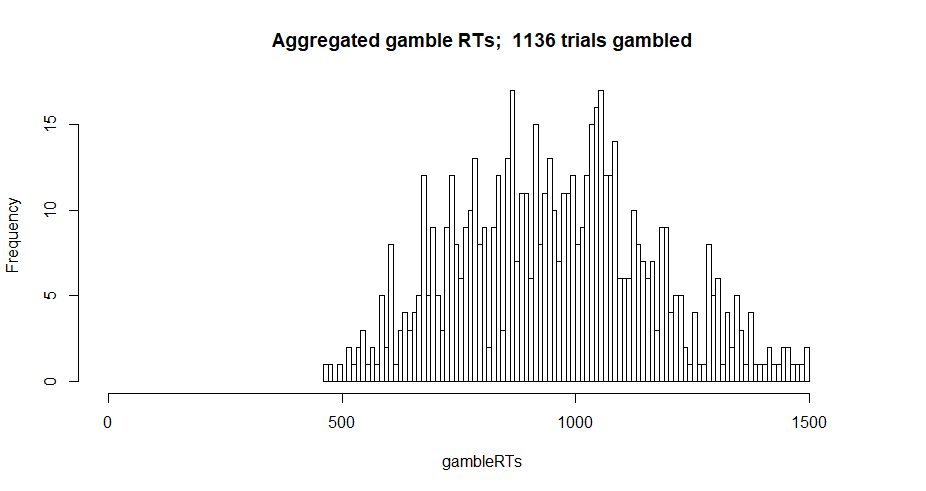 Aggregated gamble RTs;  1136 trials gambled
15
10
5
0
Frequency
0 500 1000 1500
gambleRTs